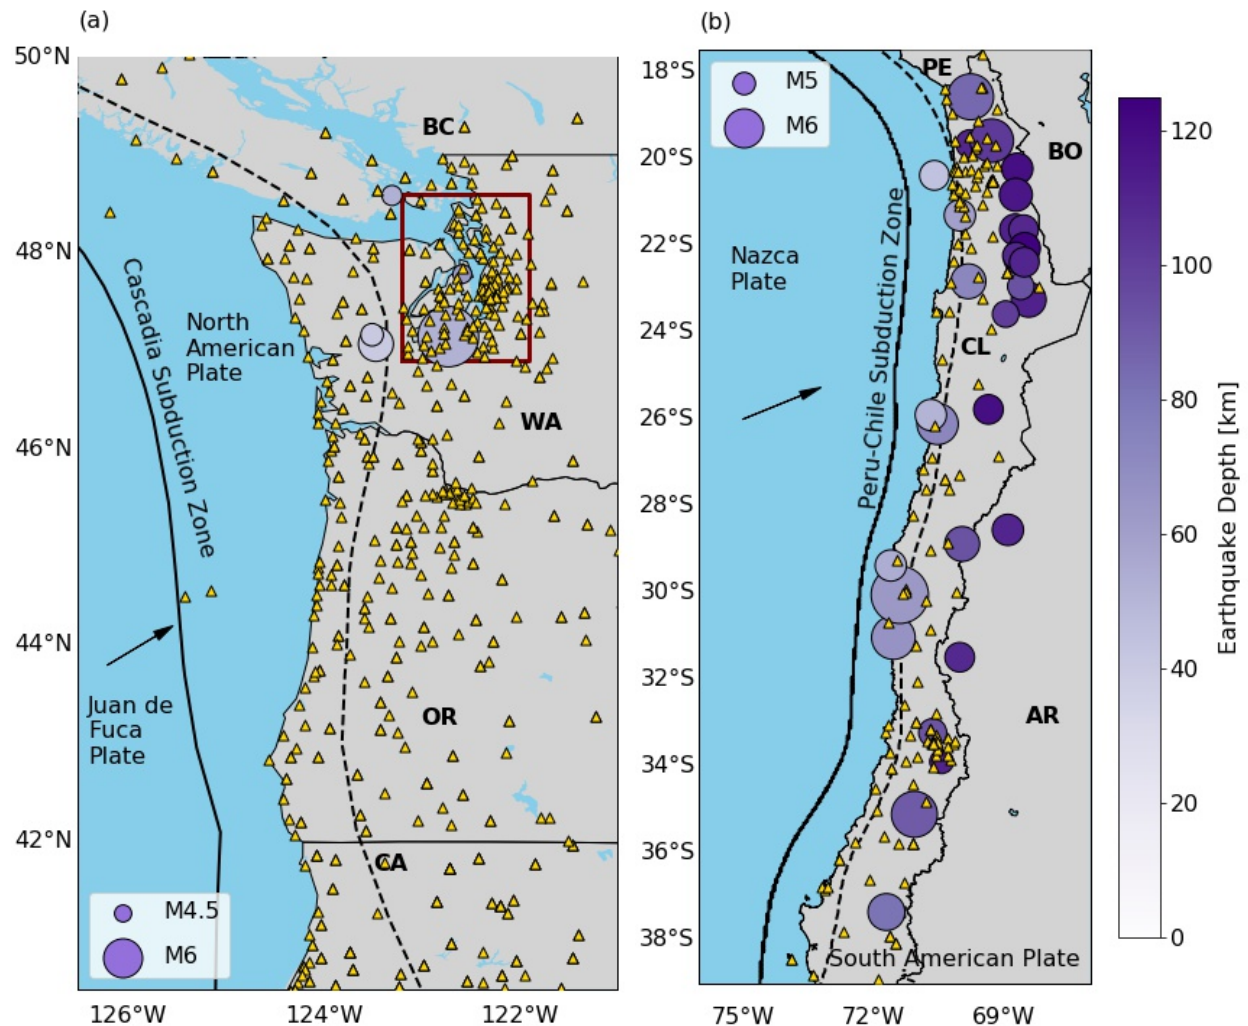 (a)
50°N
48°N
46°N
44°N
42°N
126°W
124°W
122°W
BC
Cascadia Subduction Zone
North
American
Plate
WA
Juan de
Fuca
Plate
OR
CA
M4.5
M6
(b)
18°S
20°S
22°S
24°S
26°S
28°S
30°S
32°S
34°S
36°S
38°S
75°W
72°W
69°W
M5
M6
PE
BO
Nazca
Plate
Peru-Chile Subduction Zone
CL
AR
South American Plate
120
100
80
60
40
20
0
Earthquake Depth [km]